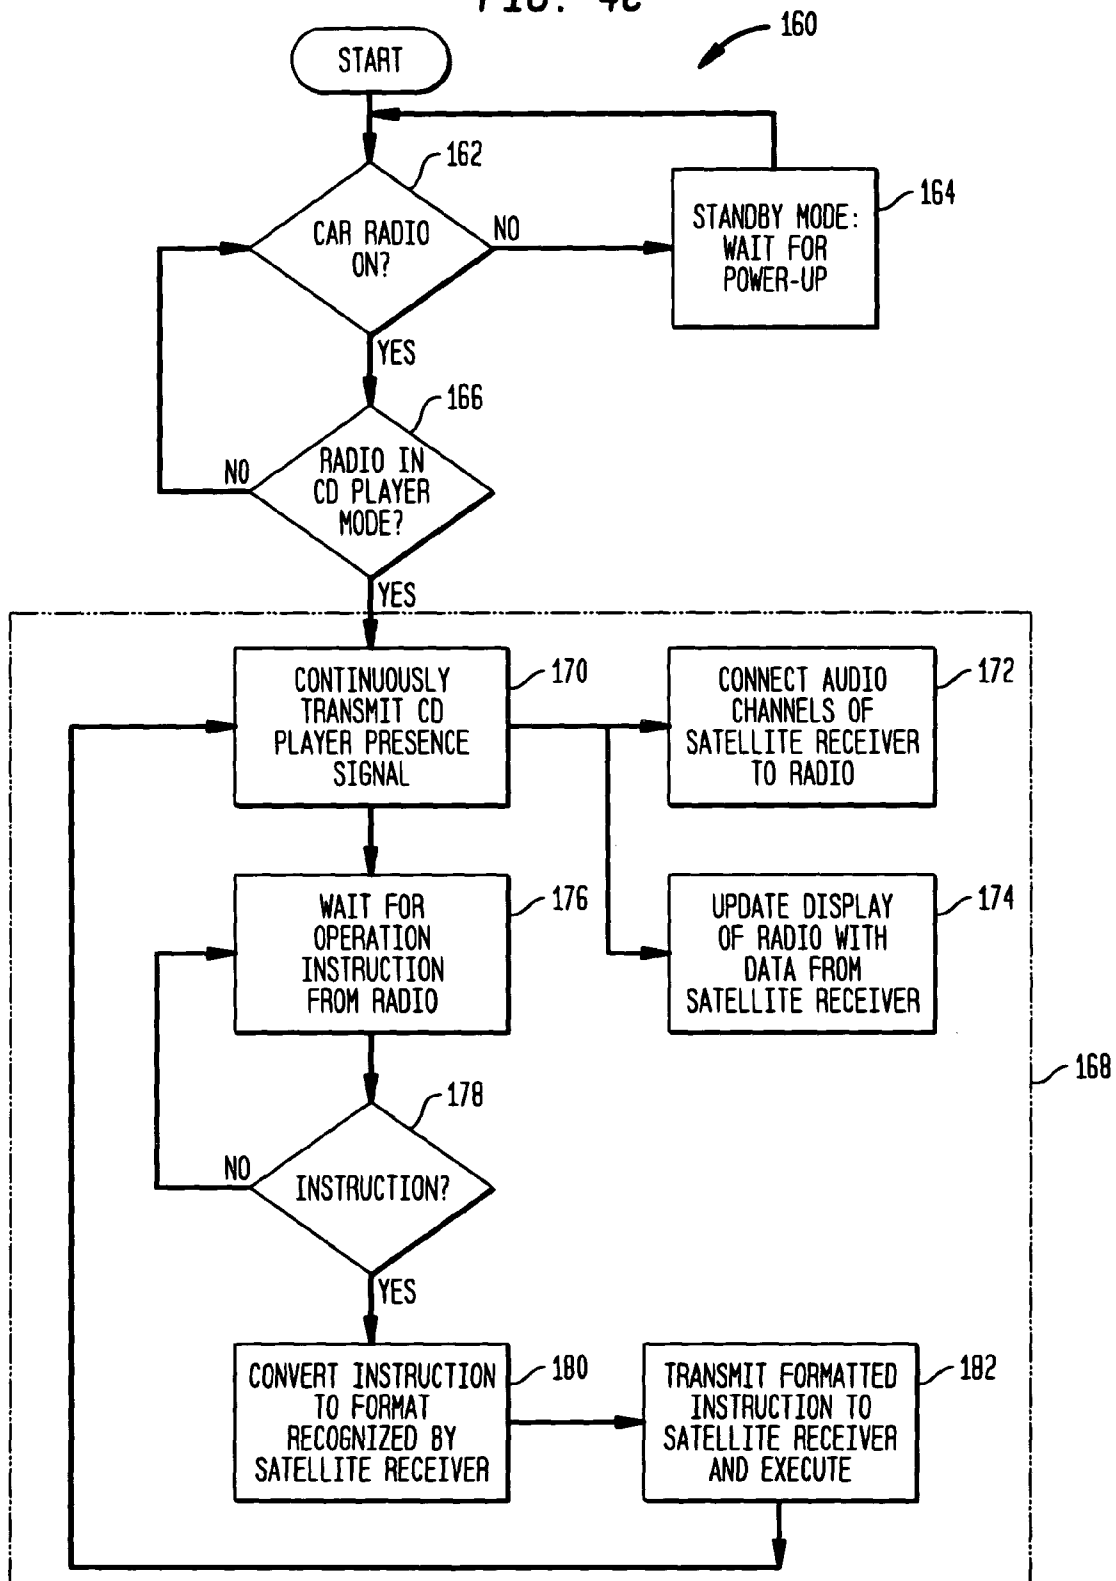 160
START
162
CAR RADIO
ON?
NO
164
STANDBY MODE:
WAIT FOR
POWER-UP
YES
166
RADIO IN
CD PLAYER
MODE?
NO
YES
170
CONTINUOUSLY
TRANSMIT CD
PLAYER PRESENCE
SIGNAL
172
CONNECT AUDIO
CHANNELS OF
SATELLITE RECEIVER
TO RADIO
176
WAIT FOR
OPERATION
INSTRUCTION
FROM RADIO
174
UPDATE DISPLAY
OF RADIO WITH
DATA FROM
SATELLITE RECEIVER
168
178
INSTRUCTION?
NO
YES
180
CONVERT INSTRUCTION
TO FORMAT
RECOGNIZED BY
SATELLITE RECEIVER
182
TRANSMIT FORMATTED
INSTRUCTION TO
SATELLITE RECEIVER
AND EXECUTE